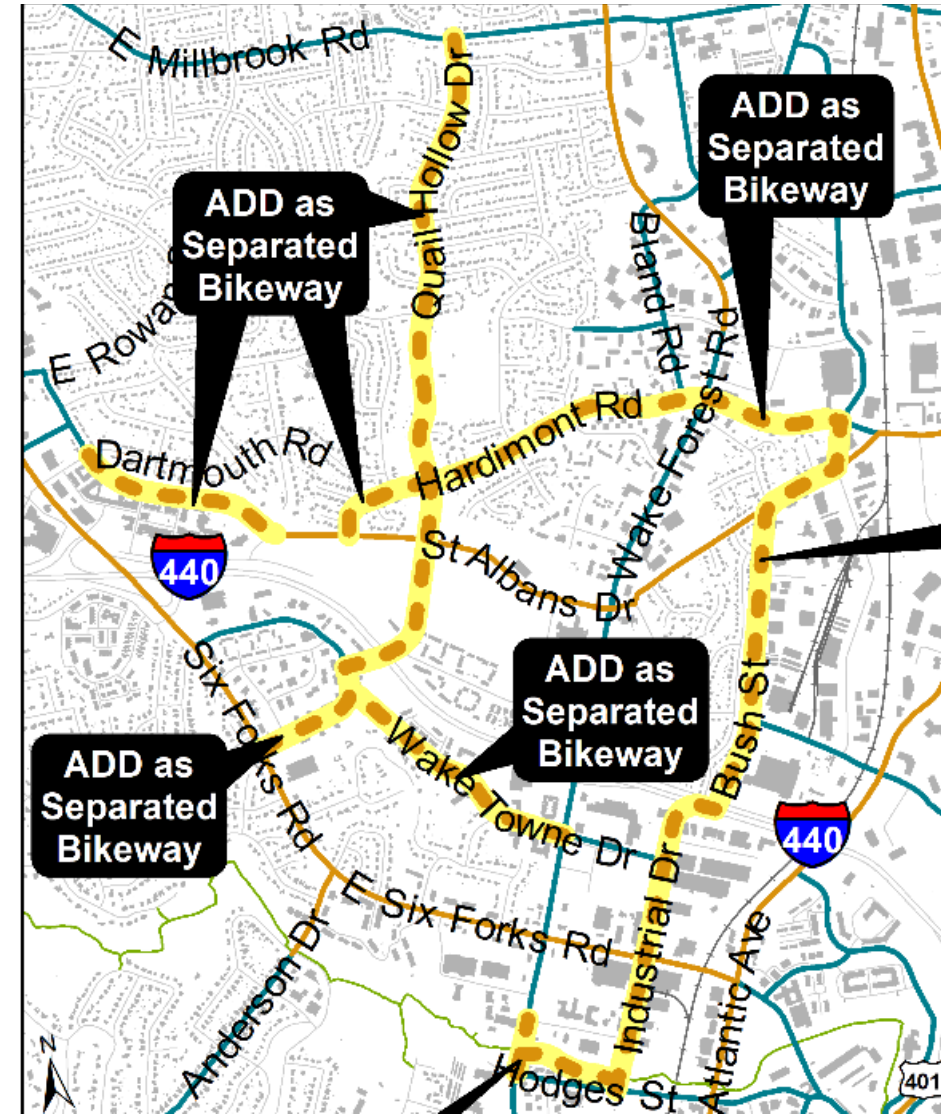 E Millbrook Rd
Quail Hollow Dr
ADD as
Separated
Bikeway
ADD as
Separated
Bikeway
Bland Rd
E Rowan
Wake Forest Rd
Hardimont Rd
Dartmouth Rd
440
St Albans Dr
Six Forks Rd
ADD as
Separated
Bikeway
ADD as
Separated
Bikeway
Wake Towne Dr
Bush St
440
E Six Forks Rd
Industrial Dr
Anderson Dr
Atlantic Ave
N
Hodges St
401